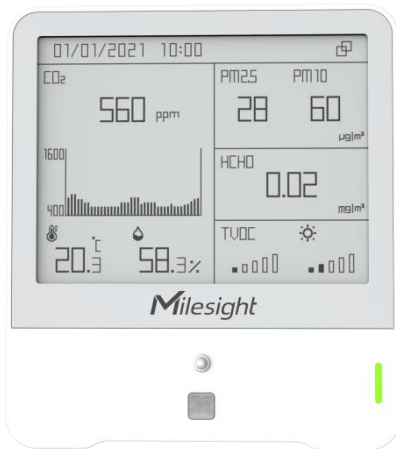 01/01/2021 10:00
CO₂
560 ppm
1600
400
20.3 °C
58.3%
PM2.5 PM10
28 60
µg/m³
HCHO
0.02
mg/m³
TVOC
Milesight